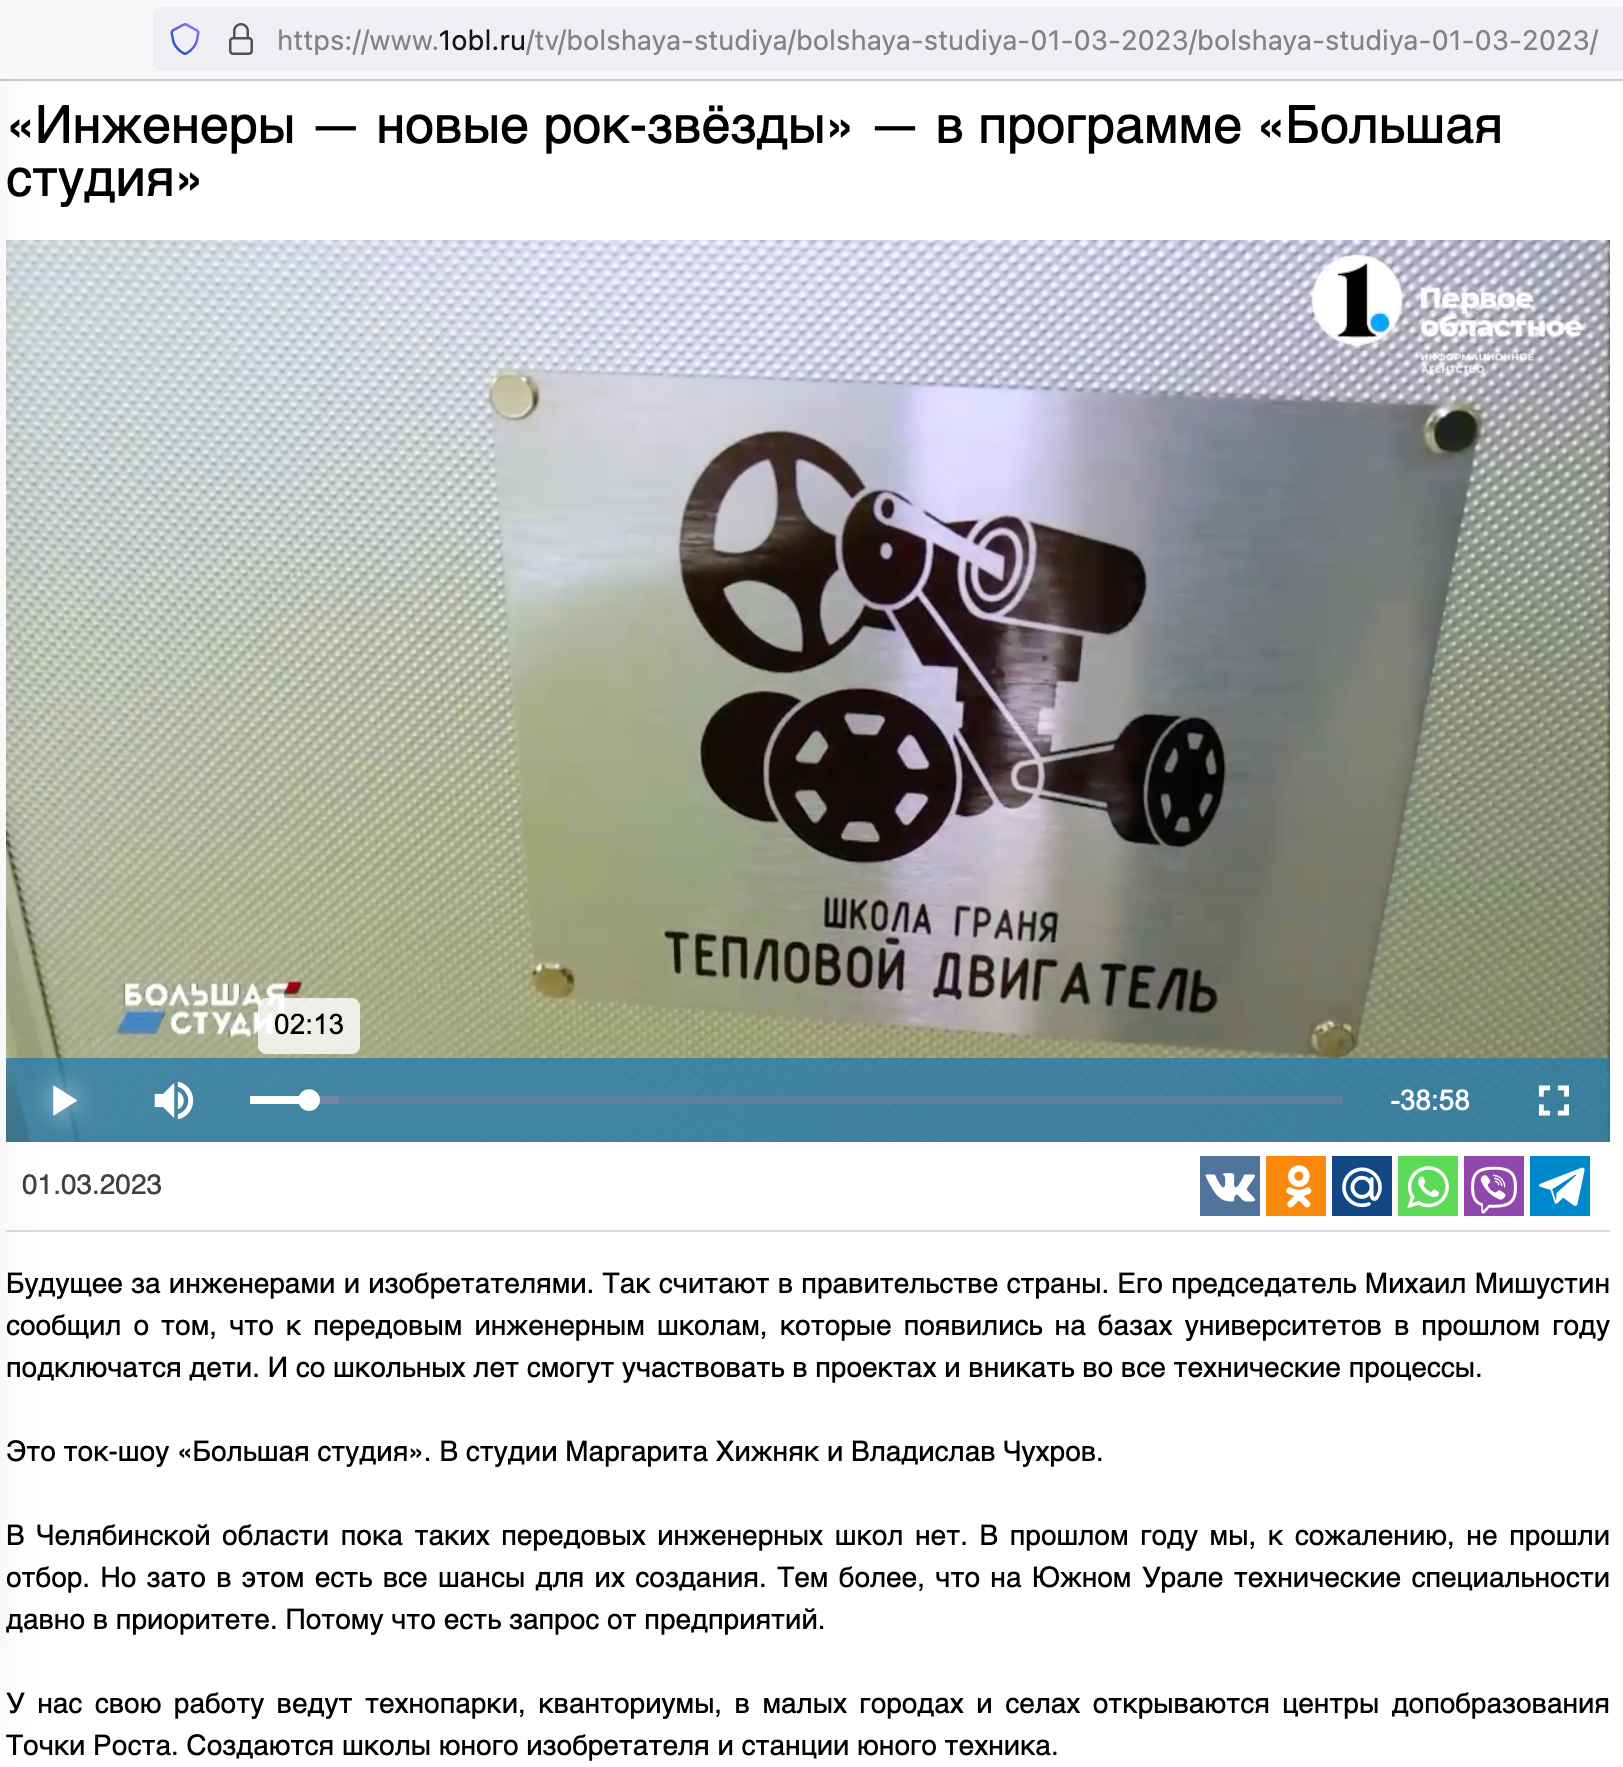 https://www.1obl.ru/tv/bolshaya-studiya/bolshaya-studiya-01-03-2023/bolshaya-studiya-01-03-2023/
«Инженеры — новые рок-звёзды» — в программе «Большая
студия»
1.
Первое
областное
ИНФОРМАЦИОННОЕ
АГЕНТСТВО
ШКОЛА ГРАНЯ
ТЕПЛОВОЙ ДВИГАТЕЛЬ
БОЛЬШАЯ
СТУДИ
02:13
-38:58
01.03.2023
Будущее за инженерами и изобретателями. Так считают в правительстве страны. Его председатель Михаил Мишустин
сообщил о том, что к передовым инженерным школам, которые появились на базах университетов в прошлом году
подключатся дети. И со школьных лет смогут участвовать в проектах и вникать во все технические процессы.
Это ток-шоу «Большая студия». В студии Маргарита Хижняк и Владислав Чухров.
В Челябинской области пока таких передовых инженерных школ нет. В прошлом году мы, к сожалению, не прошли
отбор. Но зато в этом есть все шансы для их создания. Тем более, что на Южном Урале технические специальности
давно в приоритете. Потому что есть запрос от предприятий.
У нас свою работу ведут технопарки, кванториумы, в малых городах и селах открываются центры допобразования
Точки Роста. Создаются школы юного изобретателя и станции юного техника.